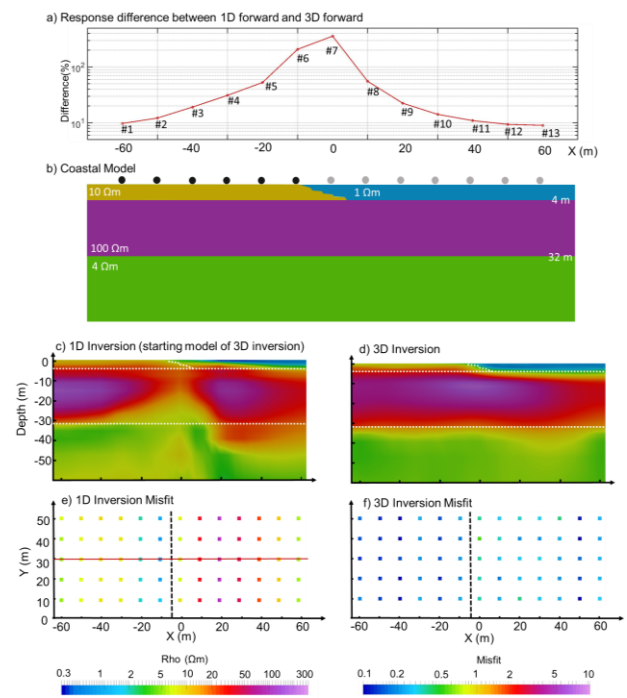 a) Response difference between 1D forward and 3D forward
Difference(%)
10²
10¹
#1 #2 #3 #4 #5 #6 #7 #8 #9 #10 #11 #12 #13
-60 -40 -20 0 20 40 60 X (m)
b) Coastal Model
10 Ωm 1 Ωm
4 m
100 Ωm
32 m
4 Ωm
c) 1D Inversion (starting model of 3D inversion)
Depth (m)
0
-10
-20
-30
-40
-50
d) 3D Inversion
e) 1D Inversion Misfit
Y (m)
50
40
30
20
10
0
-60 -40 -20 0 20 40 60
X (m)
f) 3D Inversion Misfit
-60 -40 -20 0 20 40 60
X (m)
Rho (Ωm)
0.3 1 2 5 10 20 50 100 300
Misfit
0.1 0.2 0.5 1 2 5 10